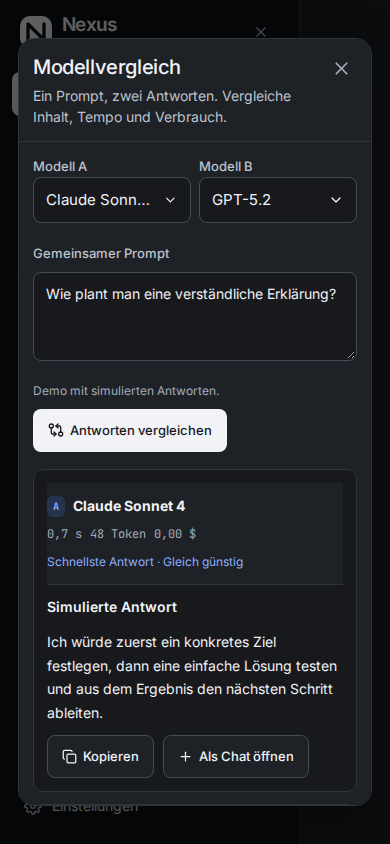 Nexus
Modellvergleich
Ein Prompt, zwei Antworten. Vergleiche
Inhalt, Tempo und Verbrauch.
Modell A
Modell B
Claude Sonn...
GPT-5.2
Gemeinsamer Prompt
Wie plant man eine verständliche Erklärung?
Demo mit simulierten Antworten.
Antworten vergleichen
A Claude Sonnet 4
0,7 s 48 Token 0,00 $
Schnellste Antwort · Gleich günstig
Simulierte Antwort
Ich würde zuerst ein konkretes Ziel
festlegen, dann eine einfache Lösung testen
und aus dem Ergebnis den nächsten Schritt
ableiten.
Kopieren
Als Chat öffnen
Einstellungen